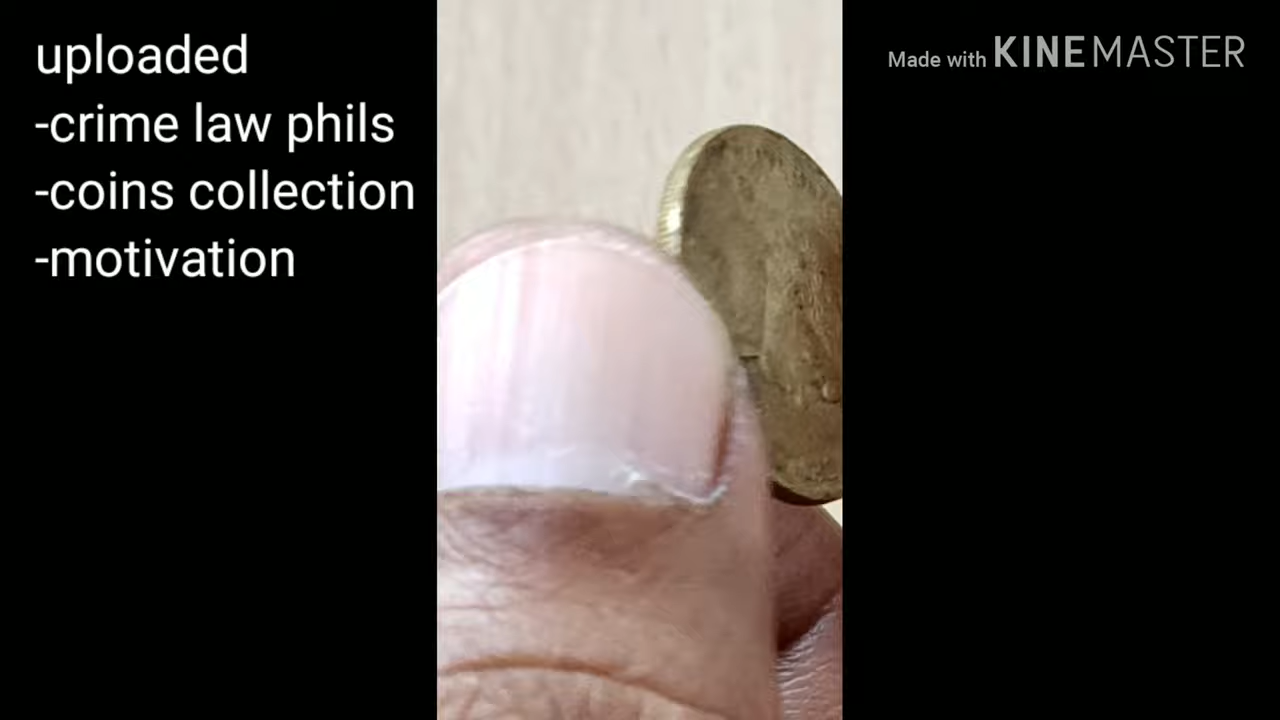 uploaded
-crime law phils
-coins collection
-motivation
Made with KINEMASTER